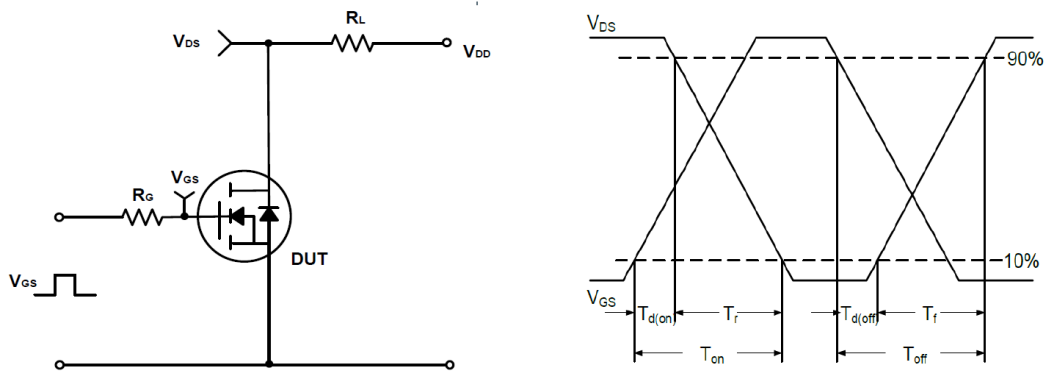 RL
VDS
VDD
VGS
RG
DUT
VGS
VDS
90%
10%
VGS
Td(on)
Tr
Td(off)
Tf
Ton
Toff